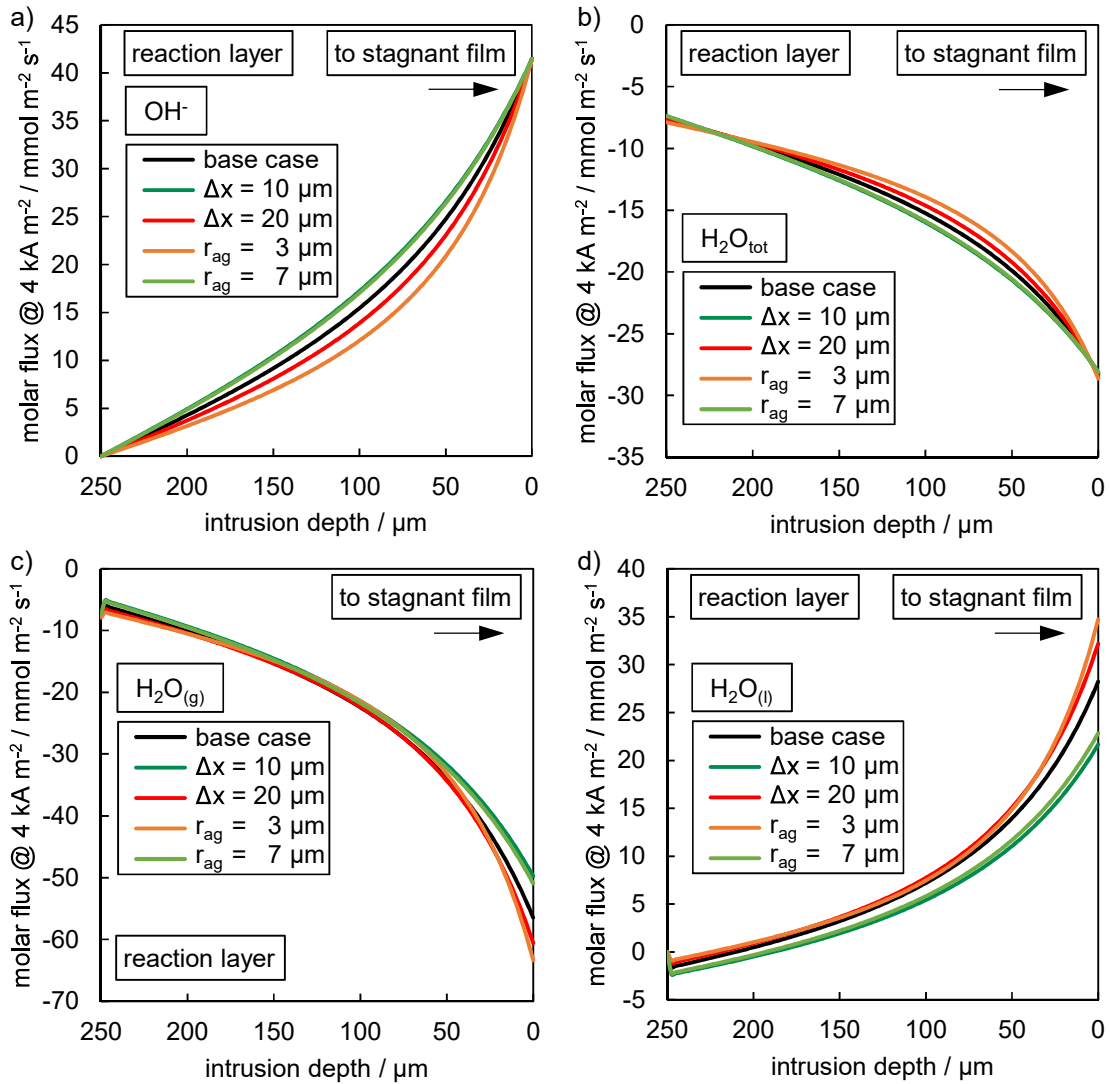 a)
45
40
35
30
25
20
15
10
5
0
molar flux @ 4 kA m⁻² / mmol m⁻² s⁻¹
reaction layer
to stagnant film
OH⁻
base case
Δx = 10 µm
Δx = 20 µm
r_ag = 3 µm
r_ag = 7 µm
250 200 150 100 50 0
intrusion depth / µm
b)
0
-5
-10
-15
-20
-25
-30
-35
molar flux @ 4 kA m⁻² / mmol m⁻² s⁻¹
reaction layer
to stagnant film
H₂O_tot
base case
Δx = 10 µm
Δx = 20 µm
r_ag = 3 µm
r_ag = 7 µm
250 200 150 100 50 0
intrusion depth / µm
c)
0
-10
-20
-30
-40
-50
-60
-70
molar flux @ 4 kA m⁻² / mmol m⁻² s⁻¹
to stagnant film
H₂O_(g)
base case
Δx = 10 µm
Δx = 20 µm
r_ag = 3 µm
r_ag = 7 µm
reaction layer
250 200 150 100 50 0
intrusion depth / µm
d)
40
35
30
25
20
15
10
5
0
-5
molar flux @ 4 kA m⁻² / mmol m⁻² s⁻¹
reaction layer
to stagnant film
H₂O_(l)
base case
Δx = 10 µm
Δx = 20 µm
r_ag = 3 µm
r_ag = 7 µm
250 200 150 100 50 0
intrusion depth / µm